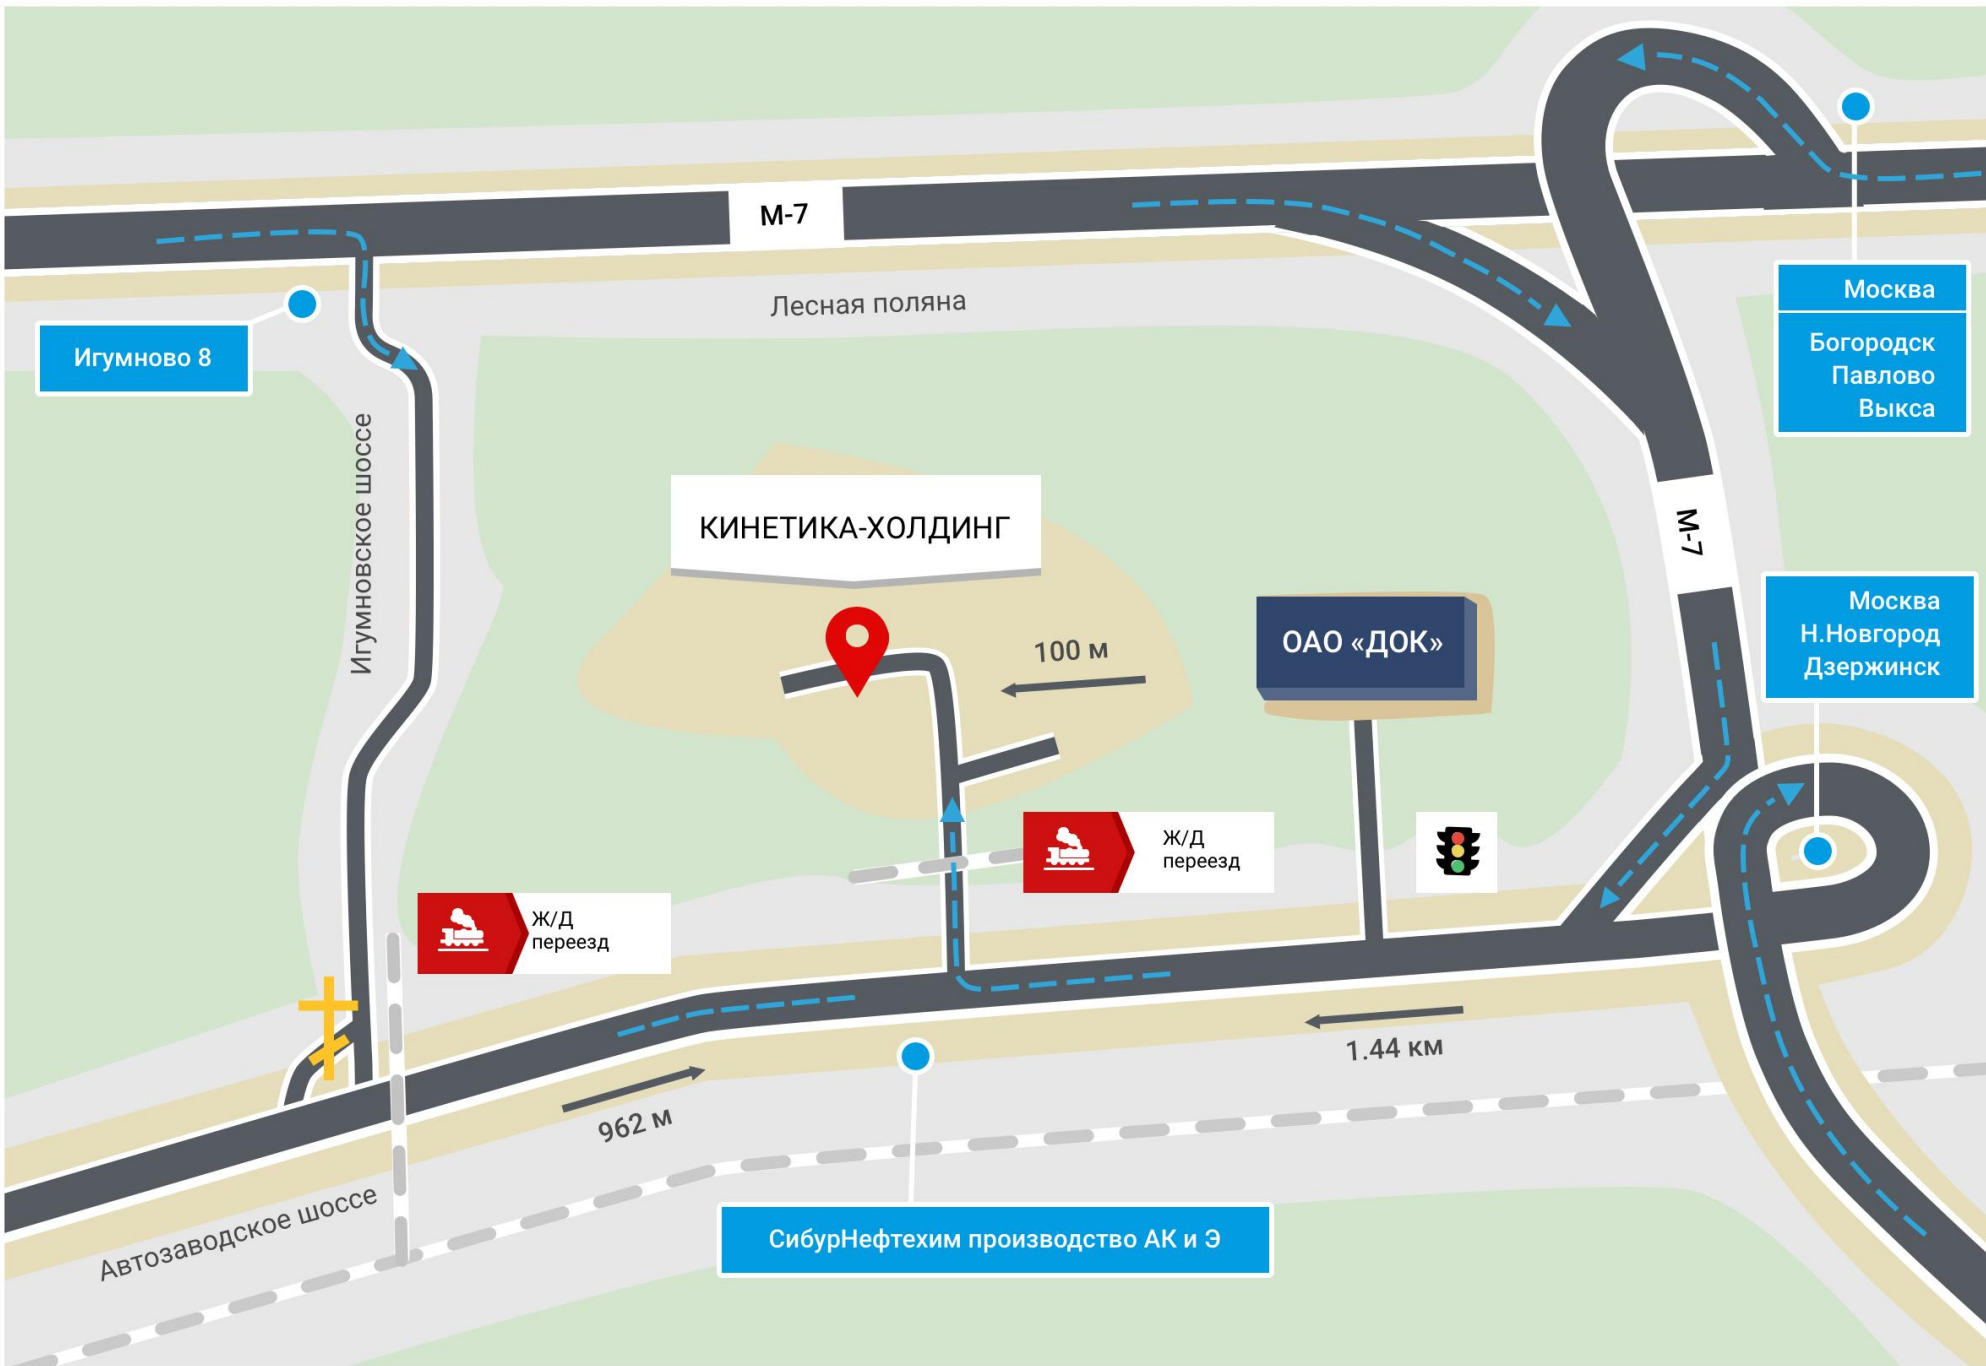 М-7
Лесная поляна
Игумново 8
Москва
Богородск
Павлово
Выкса
Игумновское шоссе
КИНЕТИКА-ХОЛДИНГ
М-7
Москва
Н.Новгород
Дзержинск
100 м
ОАО «ДОК»
Ж/Д
переезд
Ж/Д
переезд
1.44 км
962 м
Автозаводское шоссе
СибурНефтехим производство АК и Э